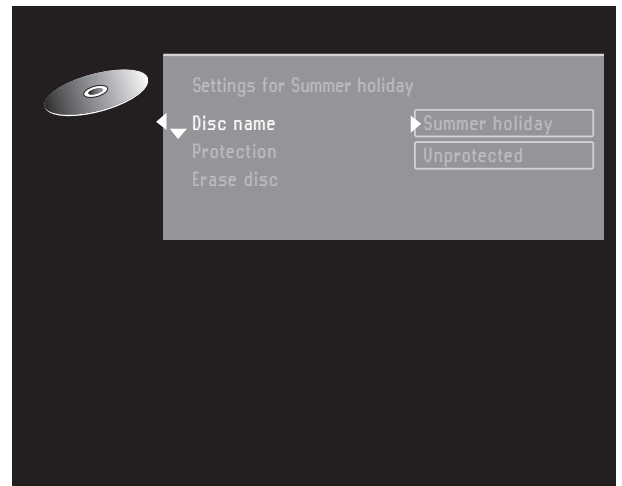 Settings for Summer holiday
Disc name Summer holiday
Protection Unprotected
Erase disc